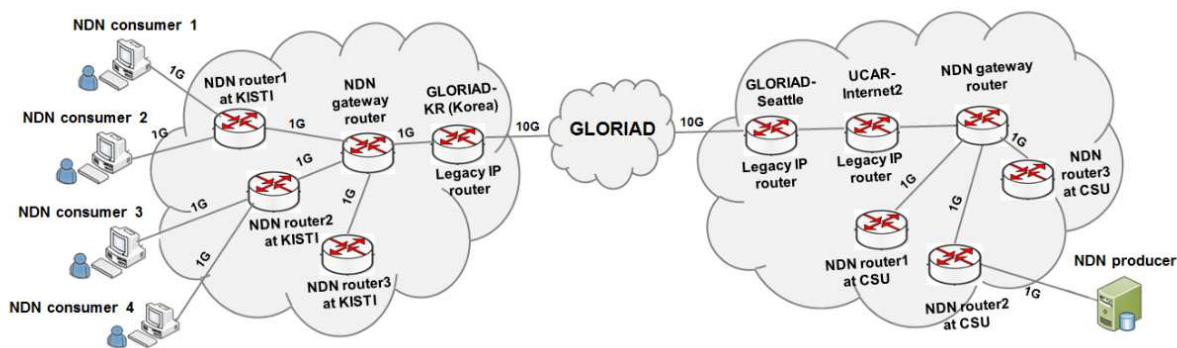 NDN consumer 1
1G
NDN consumer 2
1G
NDN consumer 3
1G
NDN consumer 4
1G
NDN router1
at KISTI
1G
NDN
gateway
router
1G
GLORIAD-
KR (Korea)
Legacy IP
router
1G
NDN router2
at KISTI
1G
NDN router3
at KISTI
10G
GLORIAD
10G
GLORIAD-
Seattle
Legacy IP
router
UCAR-
Internet2
Legacy IP
router
NDN gateway
router
1G
NDN
router3
at CSU
1G
NDN router1
at CSU
1G
NDN router2
at CSU
1G
NDN producer